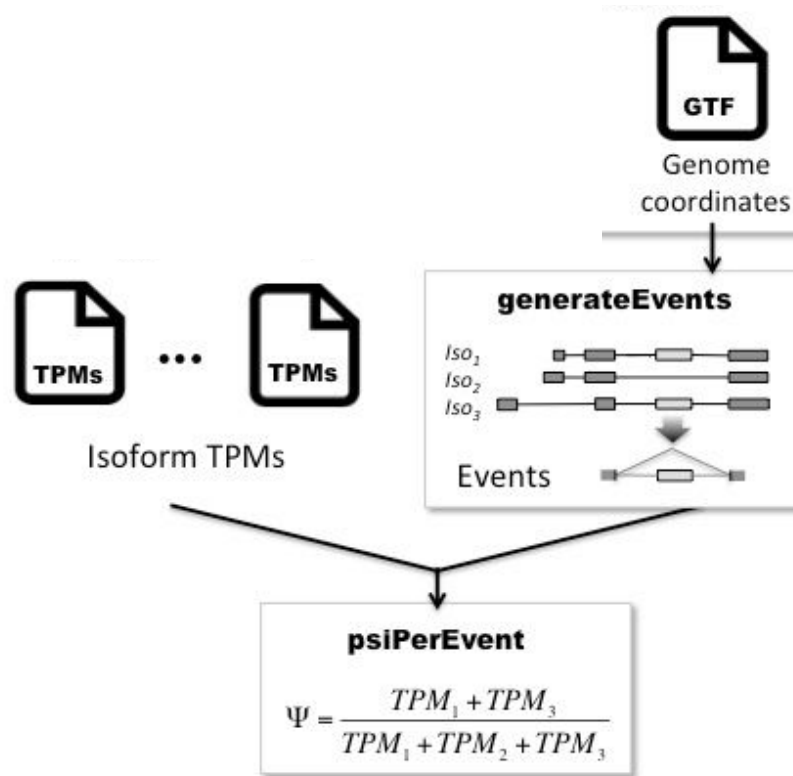 GTF
Genome
coordinates
generateEvents
Iso₁
Iso₂
Iso₃
Events
TPMs ... TPMs
Isoform TPMs
psiPerEvent
Ψ = (TPM₁ + TPM₃) / (TPM₁ + TPM₂ + TPM₃)